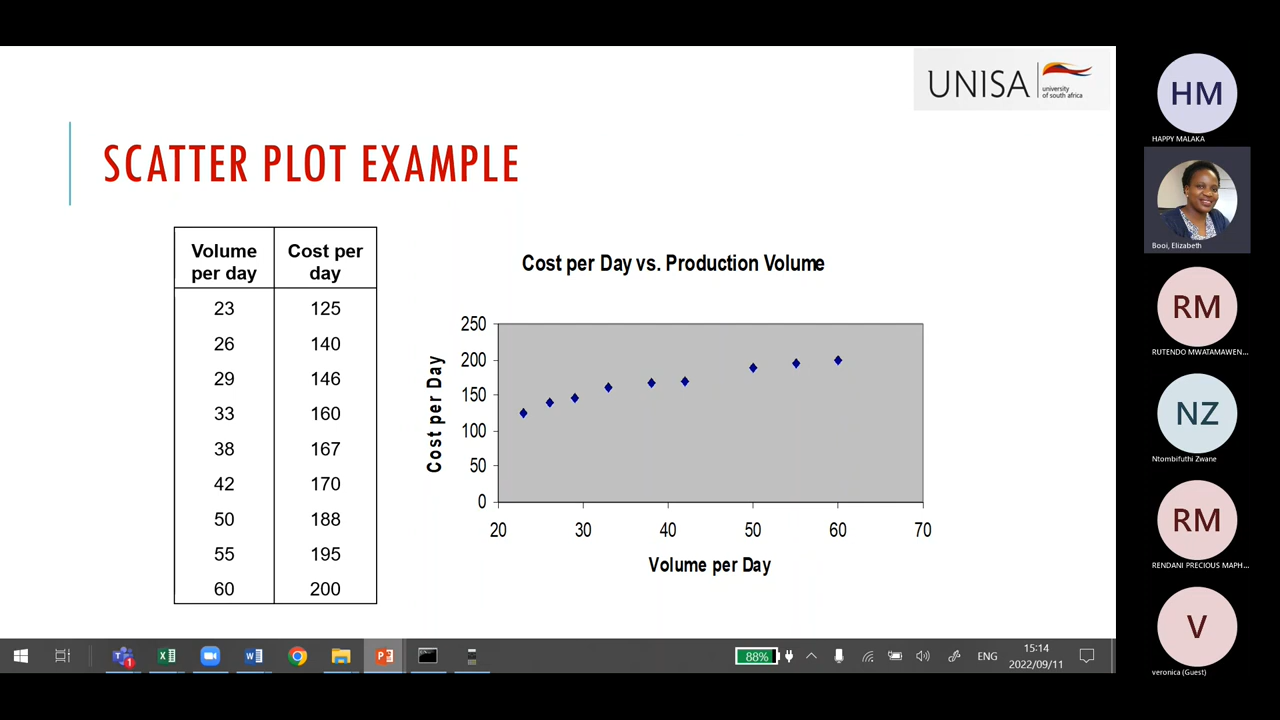 UNISA
university
of south africa
SCATTER PLOT EXAMPLE
Volume per day Cost per day
23 125
26 140
29 146
33 160
38 167
42 170
50 188
55 195
60 200
Cost per Day vs. Production Volume
Cost per Day
250
200
150
100
50
0
20 30 40 50 60 70
Volume per Day
HM
HAPPY MALAKA
Booi, Elizabeth
RM
RUTENDO MWATAMAWEN...
NZ
Ntombifuthi Zwane
RM
RENDANI PRECIOUS MAPH...
V
veronica (Guest)
88% ENG 15:14
2022/09/11